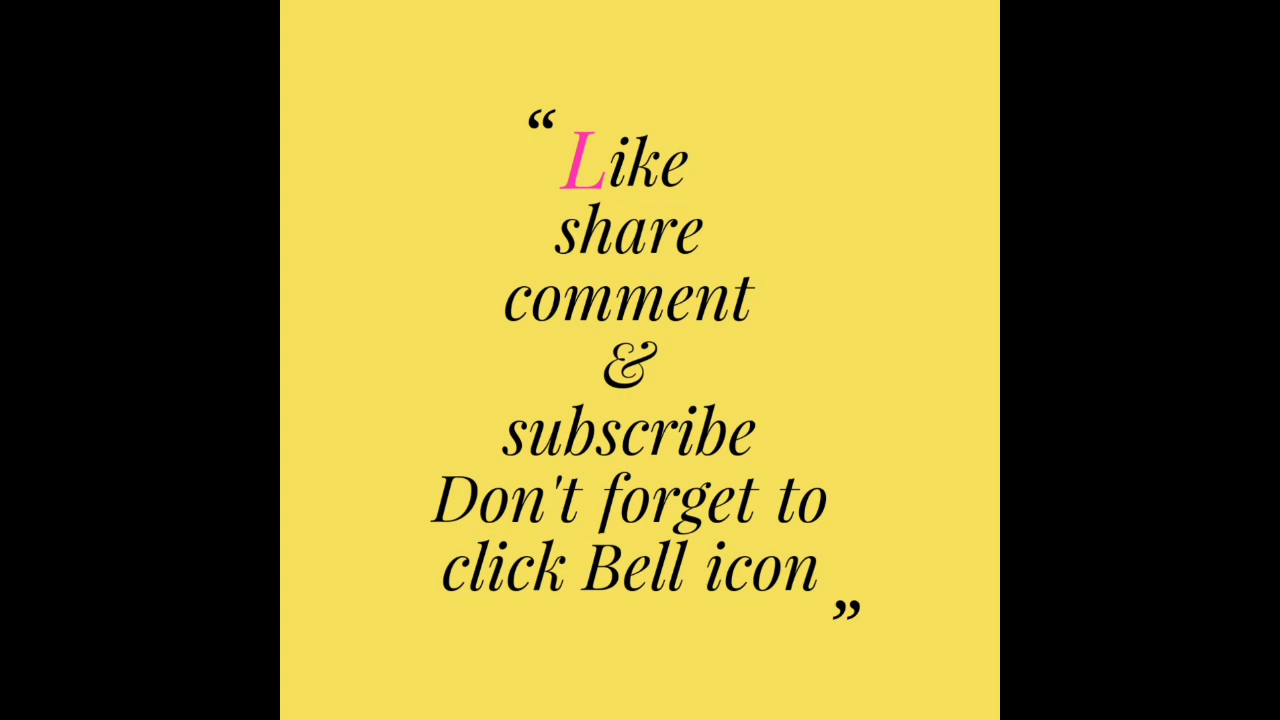 “Like
share
comment
&
subscribe
Don't forget to
click Bell icon”